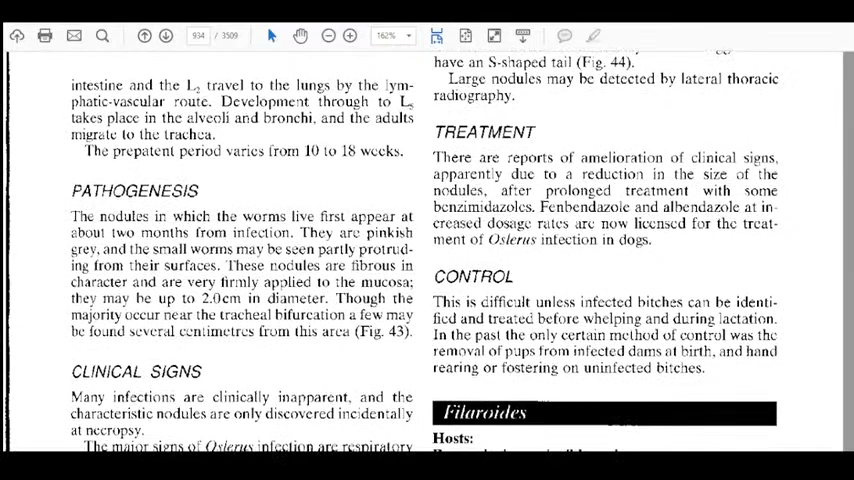 934 / 3509
162%
intestine and the L₂ travel to the lungs by the lym-
phatic-vascular route. Development through to L₅
takes place in the alveoli and bronchi, and the adults
migrate to the trachea.
The prepatent period varies from 10 to 18 weeks.
PATHOGENESIS
The nodules in which the worms live first appear at
about two months from infection. They are pinkish
grey, and the small worms may be seen partly protrud-
ing from their surfaces. These nodules are fibrous in
character and are very firmly applied to the mucosa;
they may be up to 2.0cm in diameter. Though the
majority occur near the tracheal bifurcation a few may
be found several centimetres from this area (Fig. 43).
CLINICAL SIGNS
Many infections are clinically inapparent, and the
characteristic nodules are only discovered incidentally
at necropsy.
The major signs of Oslerus infection are respiratory
have an S-shaped tail (Fig. 44).
Large nodules may be detected by lateral thoracic
radiography.
TREATMENT
There are reports of amelioration of clinical signs,
apparently due to a reduction in the size of the
nodules, after prolonged treatment with some
benzimidazoles. Fenbendazole and albendazole at in-
creased dosage rates are now licensed for the treat-
ment of Oslerus infection in dogs.
CONTROL
This is difficult unless infected bitches can be identi-
fied and treated before whelping and during lactation.
In the past the only certain method of control was the
removal of pups from infected dams at birth, and hand
rearing or fostering on uninfected bitches.
Filaroides
Hosts: